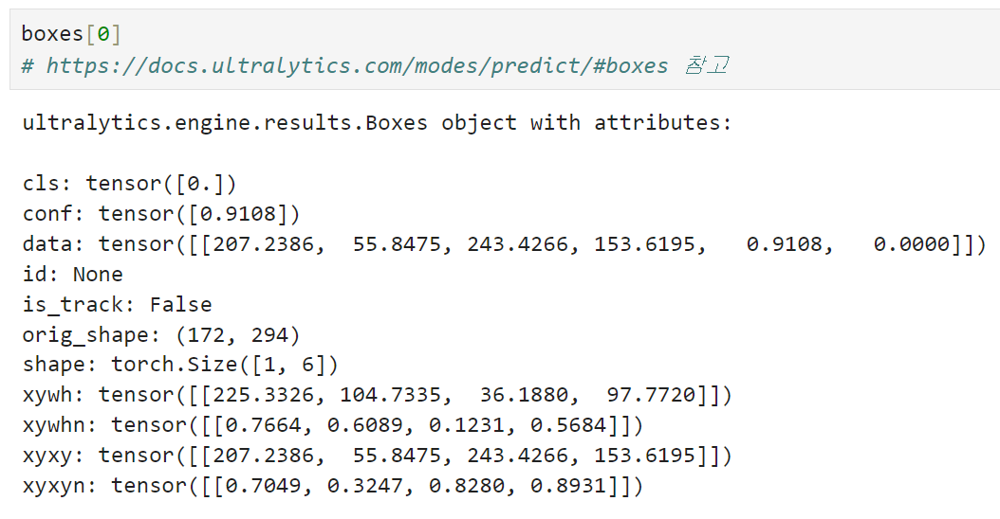 boxes[0]
# https://docs.ultralytics.com/modes/predict/#boxes 참고
ultralytics.engine.results.Boxes object with attributes:
cls: tensor([0.])
conf: tensor([0.9108])
data: tensor([[207.2386,  55.8475, 243.4266, 153.6195,   0.9108,   0.0000]])
id: None
is_track: False
orig_shape: (172, 294)
shape: torch.Size([1, 6])
xywh: tensor([[225.3326, 104.7335,  36.1880,  97.7720]])
xywhn: tensor([[0.7664, 0.6089, 0.1231, 0.5684]])
xyxy: tensor([[207.2386,  55.8475, 243.4266, 153.6195]])
xyxyn: tensor([[0.7049, 0.3247, 0.8280, 0.8931]])